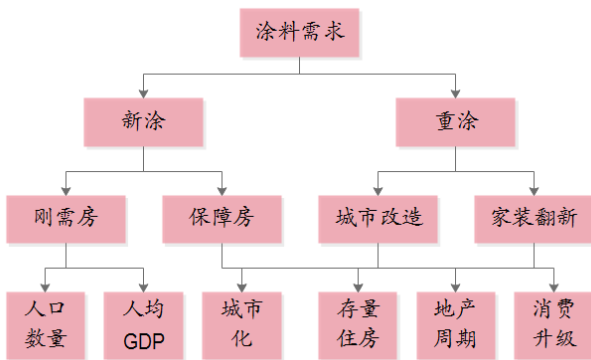 涂料需求
新涂
重涂
刚需房
保障房
城市改造
家装翻新
人口
数量
人均
GDP
城市
化
存量
住房
地产
周期
消费
升级